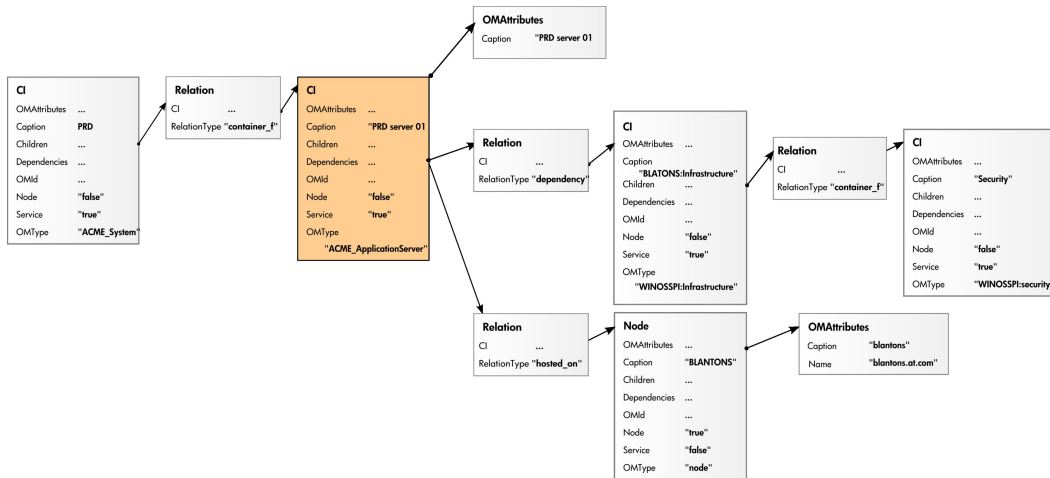 OMAttributes
Caption "PRD server 01
CI
OMAttributes ...
Caption PRD
Children ...
Dependencies ...
OMId ...
Node "false"
Service "true"
OMType "ACME_System"
Relation
CI ...
RelationType "container_f"
CI
OMAttributes ...
Caption "PRD server 01
Children ...
Dependencies ...
OMId ...
Node "false"
Service "true"
OMType
"ACME_ApplicationServer"
Relation
CI ...
RelationType "dependency"
CI
OMAttributes ...
Caption
"BLATONS:Infrastructure"
Children ...
Dependencies ...
OMId ...
Node "false"
Service "true"
OMType
"WINOSSPI:Infrastructure"
Relation
CI ...
RelationType "container_f"
CI
OMAttributes ...
Caption "Security"
Children ...
Dependencies ...
OMId ...
Node "false"
Service "true"
OMType "WINOSSPI:security
Relation
CI ...
RelationType "hosted_on"
Node
OMAttributes ...
Caption "BLANTONS"
Children ...
Dependencies ...
OMId ...
Node "true"
Service "false"
OMType "node"
OMAttributes
Caption "blantons"
Name "blantons.at.com"